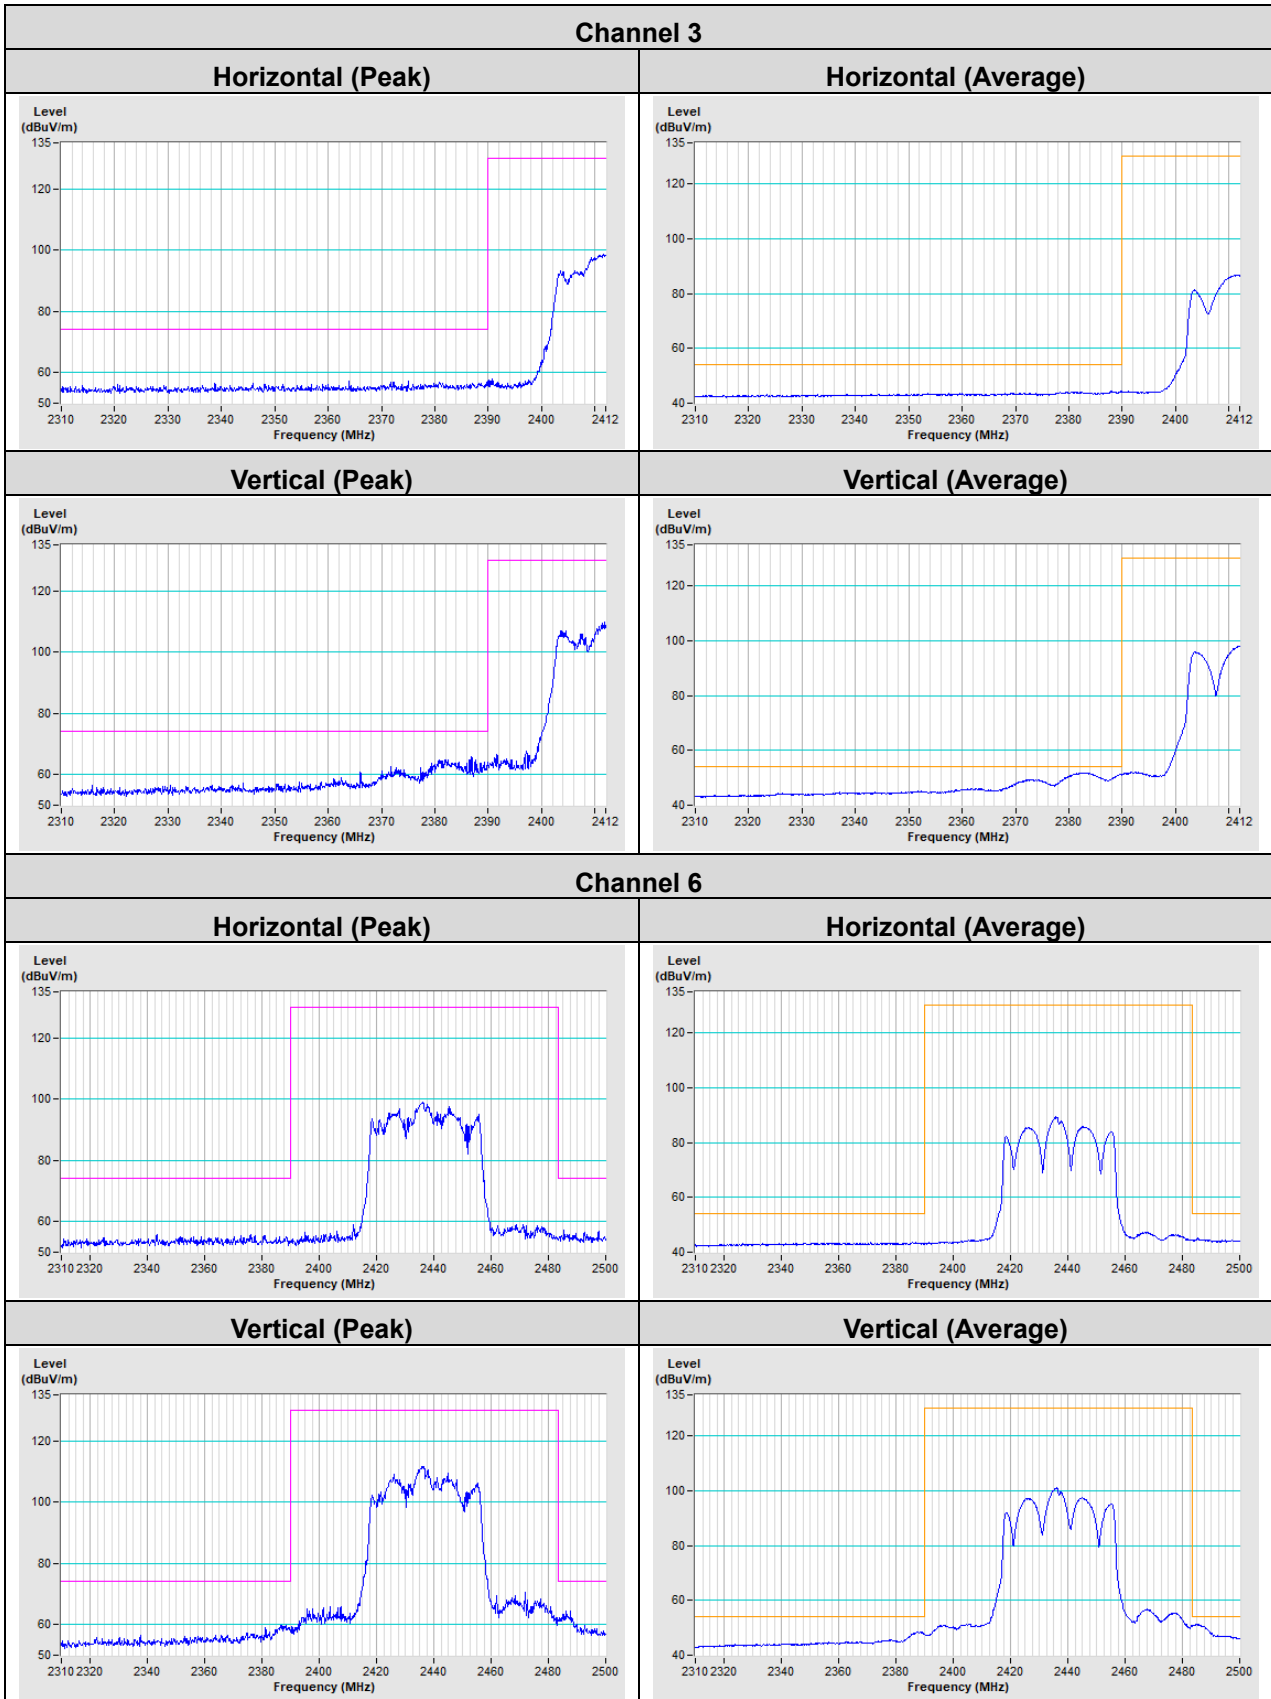 Channel 3
Horizontal (Peak)
Horizontal (Average)
Level
(dBuV/m)
135
120
100
80
60
50
2310 2320 2330 2340 2350 2360 2370 2380 2390 2400 2412
Frequency (MHz)
Level
(dBuV/m)
135
120
100
80
60
40
2310 2320 2330 2340 2350 2360 2370 2380 2390 2400 2412
Frequency (MHz)
Vertical (Peak)
Vertical (Average)
Level
(dBuV/m)
135
120
100
80
60
50
2310 2320 2330 2340 2350 2360 2370 2380 2390 2400 2412
Frequency (MHz)
Level
(dBuV/m)
135
120
100
80
60
40
2310 2320 2330 2340 2350 2360 2370 2380 2390 2400 2412
Frequency (MHz)
Channel 6
Horizontal (Peak)
Horizontal (Average)
Level
(dBuV/m)
135
120
100
80
60
50
2310 2320 2340 2360 2380 2400 2420 2440 2460 2480 2500
Frequency (MHz)
Level
(dBuV/m)
135
120
100
80
60
40
2310 2320 2340 2360 2380 2400 2420 2440 2460 2480 2500
Frequency (MHz)
Vertical (Peak)
Vertical (Average)
Level
(dBuV/m)
135
120
100
80
60
50
2310 2320 2340 2360 2380 2400 2420 2440 2460 2480 2500
Frequency (MHz)
Level
(dBuV/m)
135
120
100
80
60
40
2310 2320 2340 2360 2380 2400 2420 2440 2460 2480 2500
Frequency (MHz)